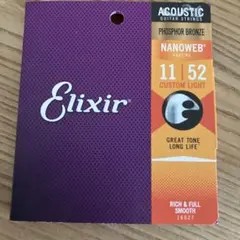 ACOUSTIC
GUITAR STRINGS
PHOSPHOR BRONZE
NANOWEB
11 52
CUSTOM LIGHT
Elixir
GREAT TONE
LONG LIFE
RICH & FULL
SMOOTH